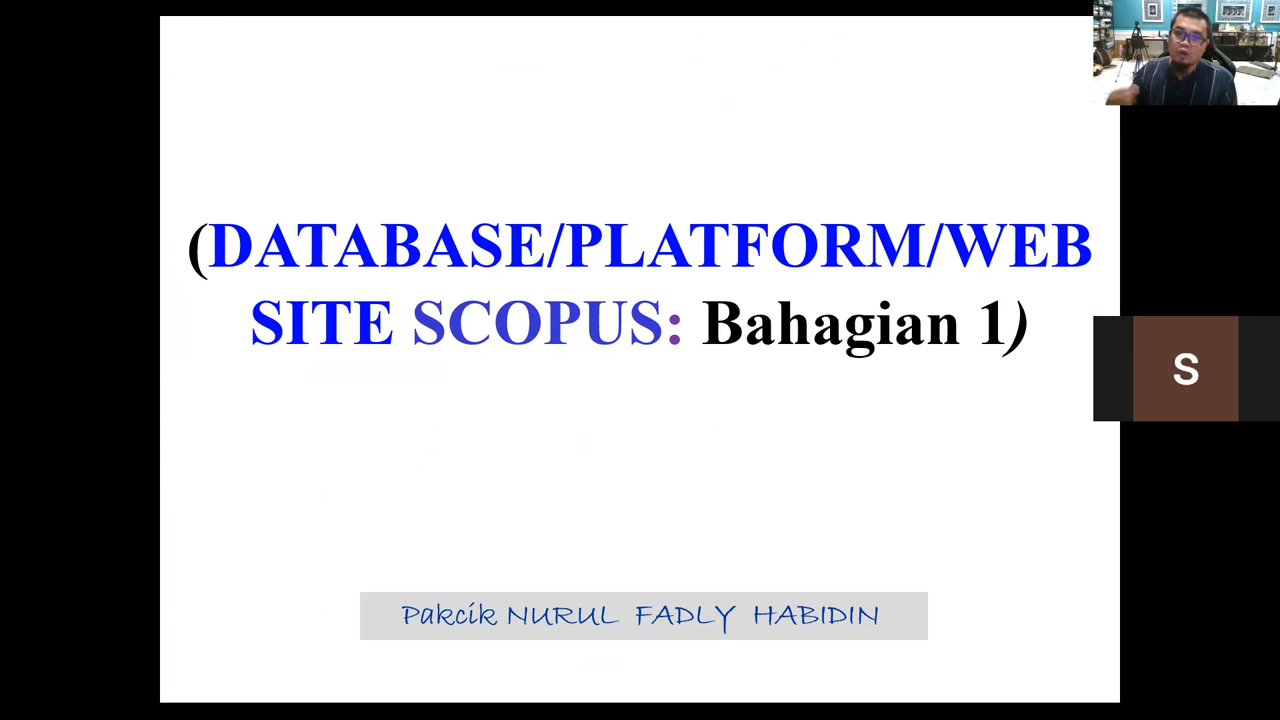 (DATABASE/PLATFORM/WEB
SITE SCOPUS: Bahagian 1)
S
Pakcik NURUL FADLY HABIDIN